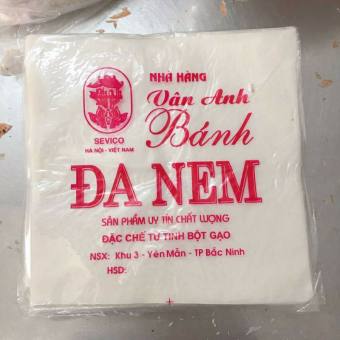 SEVICO
HÀ NỘI - VIỆT NAM
NHÀ HÀNG
Vân Anh
Bánh
ĐA NEM
SẢN PHẨM UY TÍN CHẤT LƯỢNG
ĐẶC CHẾ TỪ TINH BỘT GẠO
NSX: Khu 3 - Yên Mẫn - TP Bắc Ninh
HSD: